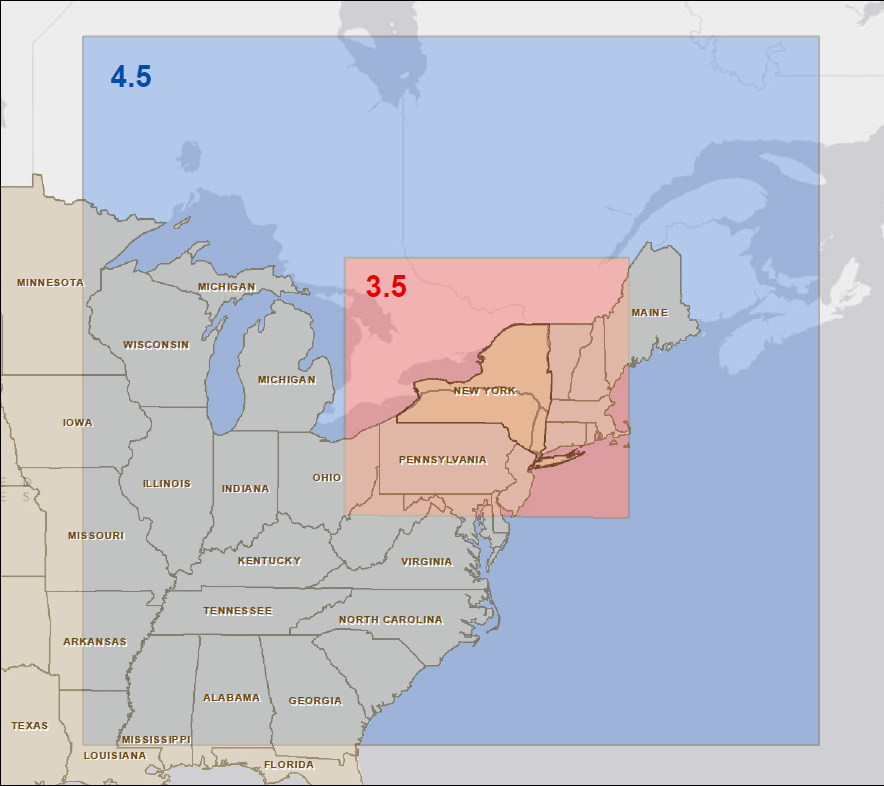 4.5
MINNESOTA
MICHIGAN
3.5
MAINE
WISCONSIN
MICHIGAN
NEW YORK
IOWA
PENNSYLVANIA
OHIO
ILLINOIS
INDIANA
MISSOURI
KENTUCKY
VIRGINIA
TENNESSEE
NORTH CAROLINA
ARKANSAS
ALABAMA
GEORGIA
TEXAS
MISSISSIPPI
LOUISIANA
FLORIDA